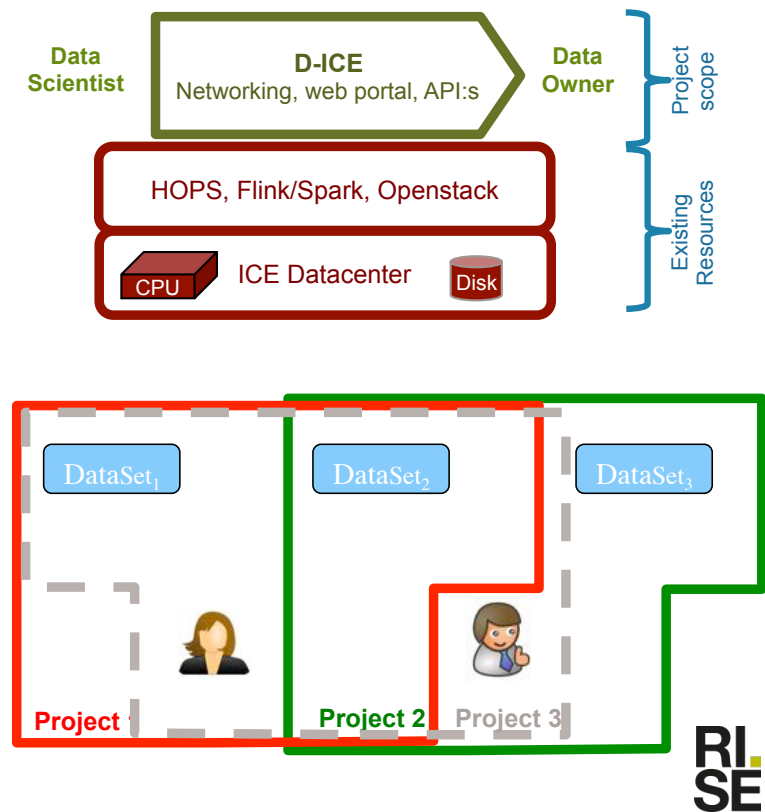 Data
Scientist
D-ICE
Networking, web portal, API:s
Data
Owner
Project
scope
HOPS, Flink/Spark, Openstack
CPU
ICE Datacenter
Disk
Existing
Resources
DataSet1
DataSet2
DataSet3
Project
Project 2
Project 3
RI.
SE